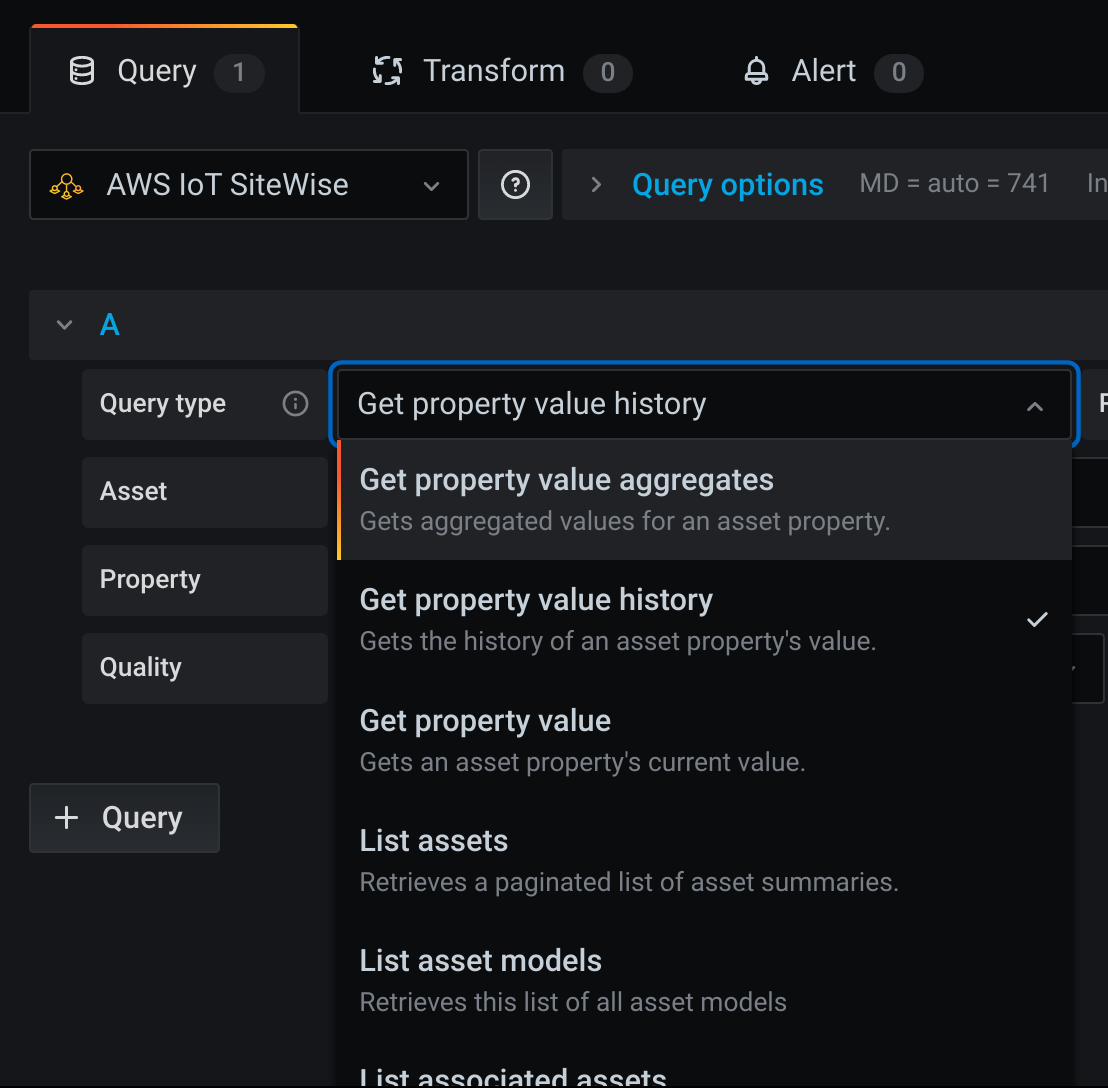 Query 1 Transform 0 Alert 0
AWS IoT SiteWise Query options MD = auto = 741 In
A
Query type Get property value history
Asset
Property
Quality
Get property value aggregates
Gets aggregated values for an asset property.
Get property value history
Gets the history of an asset property's value.
Get property value
Gets an asset property's current value.
List assets
Retrieves a paginated list of asset summaries.
List asset models
Retrieves this list of all asset models
List associated assets
+ Query